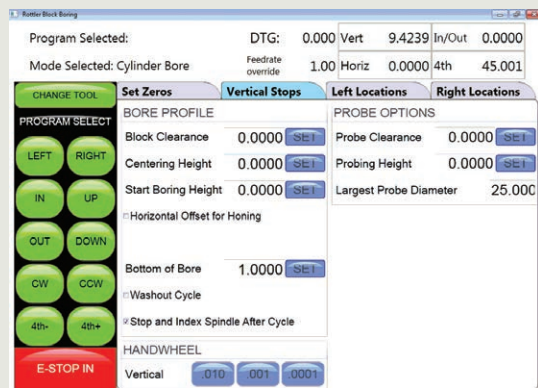 Rottler Block Boring
Program Selected: DTG: 0.000 Vert 9.4239 In/Out 0.0000
Mode Selected: Cylinder Bore Feedrate override 1.00 Horiz 0.0000 4th 45.001
CHANGE TOOL Set Zeros Vertical Stops Left Locations Right Locations
PROGRAM SELECT BORE PROFILE PROBE OPTIONS
Block Clearance 0.0000 SET Probe Clearance 0.0000 SET
LEFT RIGHT Centering Height 0.0000 SET Probing Height 0.0000 SET
IN UP Start Boring Height 0.0000 SET Largest Probe Diameter 25.000
Horizontal Offset for Honing
OUT DOWN
Bottom of Bore 1.0000 SET
CW CCW Washout Cycle
4th- 4th+ Stop and Index Spindle After Cycle
HANDWHEEL
E-STOP IN Vertical .010 .001 .0001